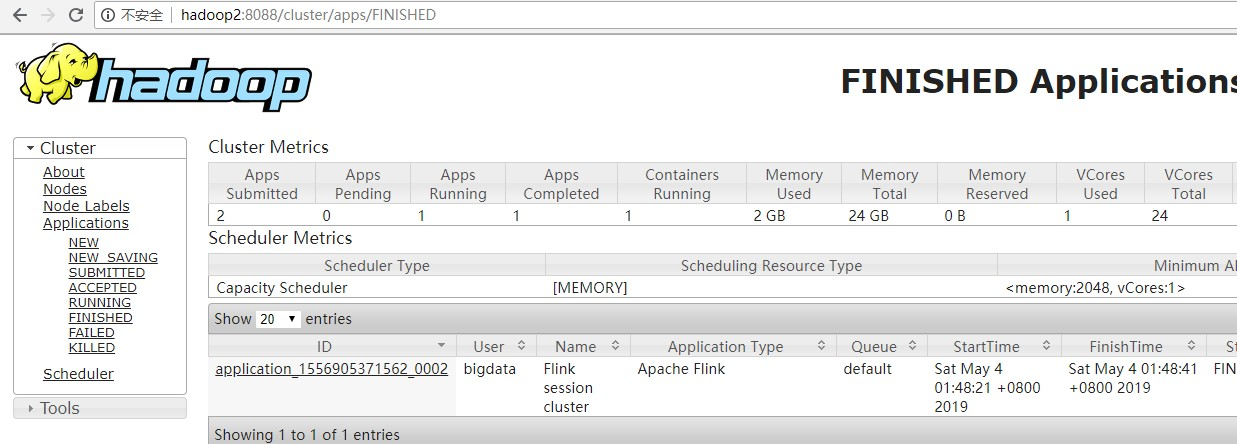 不安全 hadoop2:8088/cluster/apps/FINISHED
hadoop
FINISHED Applications
Cluster
About
Nodes
Node Labels
Applications
NEW
NEW_SAVING
SUBMITTED
ACCEPTED
RUNNING
FINISHED
FAILED
KILLED
Scheduler
Tools
Cluster Metrics
Apps Submitted Apps Pending Apps Running Apps Completed Containers Running Memory Used Memory Total Memory Reserved VCores Used VCores Total
2 0 1 1 1 2 GB 24 GB 0 B 1 24
Scheduler Metrics
Scheduler Type Scheduling Resource Type Minimum Al
Capacity Scheduler [MEMORY] <memory:2048, vCores:1>
Show 20 entries
ID User Name Application Type Queue StartTime FinishTime St
application_1556905371562_0002 bigdata Flink session cluster Apache Flink default Sat May 4 01:48:21 +0800 2019 Sat May 4 01:48:41 +0800 2019 FIN
Showing 1 to 1 of 1 entries